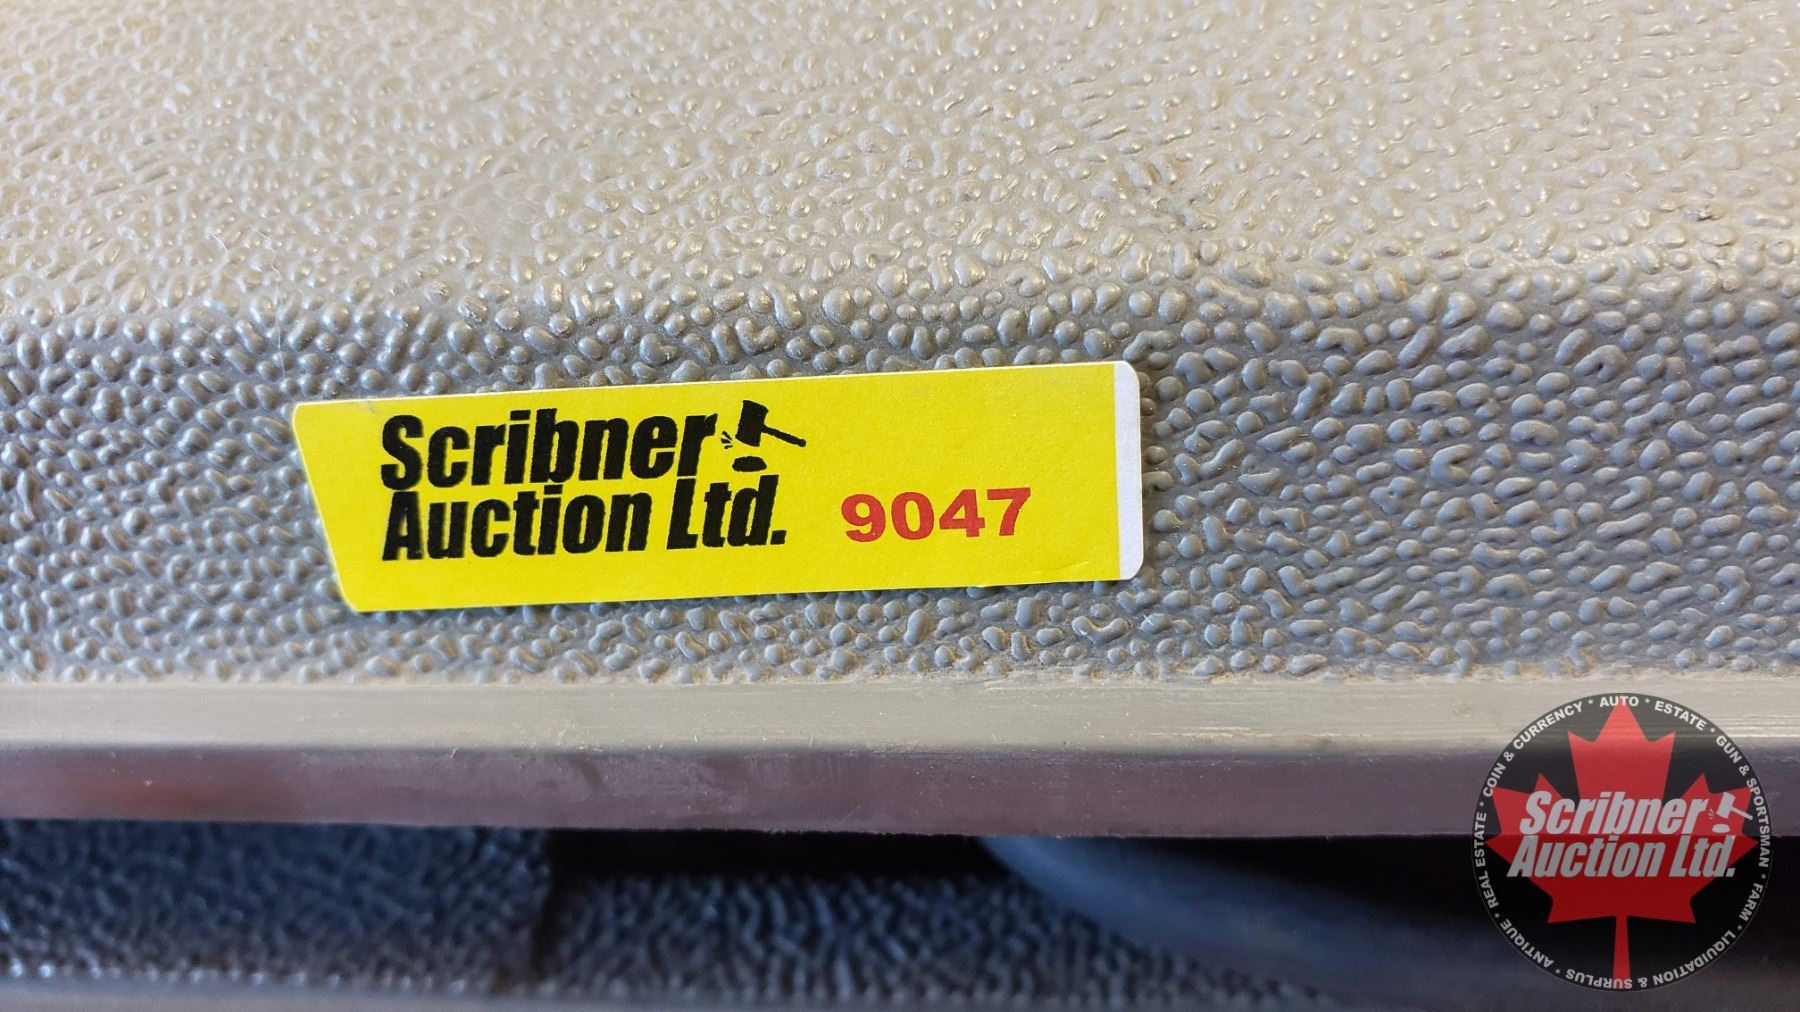 Scribner
Auction Ltd. 9047
COIN & CURRENCY * AUTO * ESTATE * GUN & SPORTSMAN * FARM * LIQUIDATION & SURPLUS * ANTIQUE * REAL ESTATE *
Scribner
Auction Ltd.